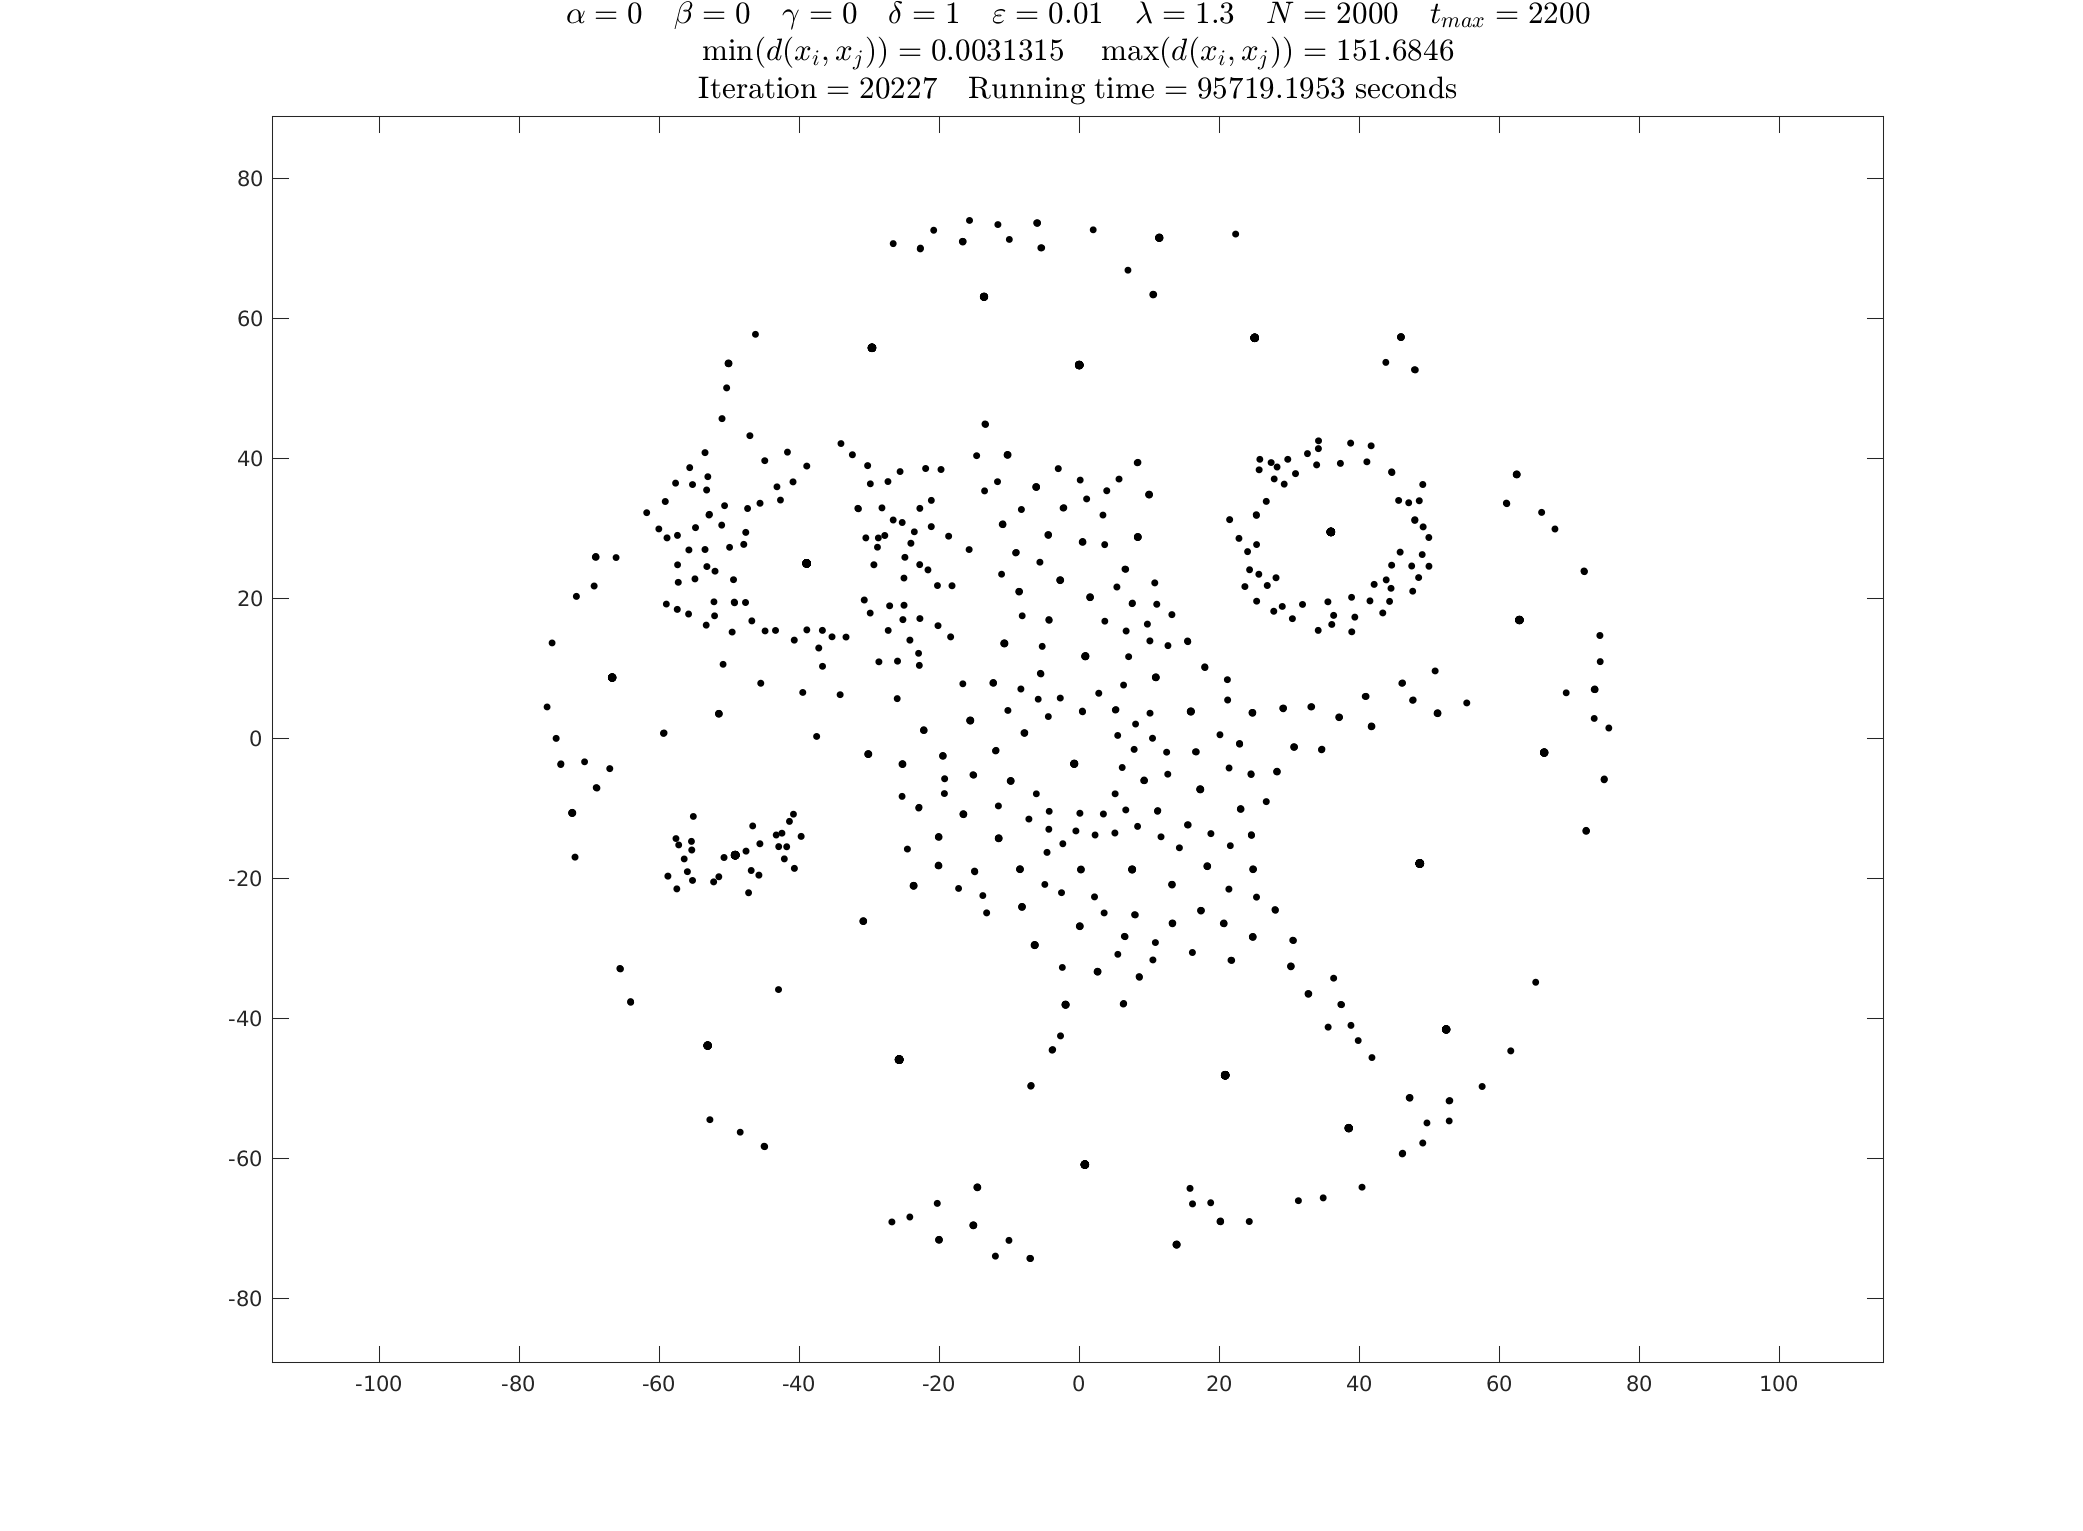 α = 0 β = 0 γ = 0 δ = 1 ε = 0.01 λ = 1.3 N = 2000 t_max = 2200
min(d(x_i, x_j)) = 0.0031315 max(d(x_i, x_j)) = 151.6846
Iteration = 20227 Running time = 95719.1953 seconds
80
60
40
20
0
-20
-40
-60
-80
-100 -80 -60 -40 -20 0 20 40 60 80 100